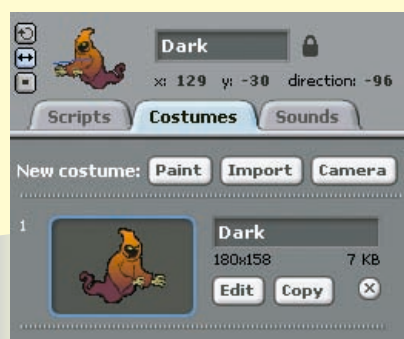 Dark
x: 129 y: -30 direction: -96
Scripts Costumes Sounds
New costume: Paint Import Camera
1
Dark
180x158 7 KB
Edit Copy